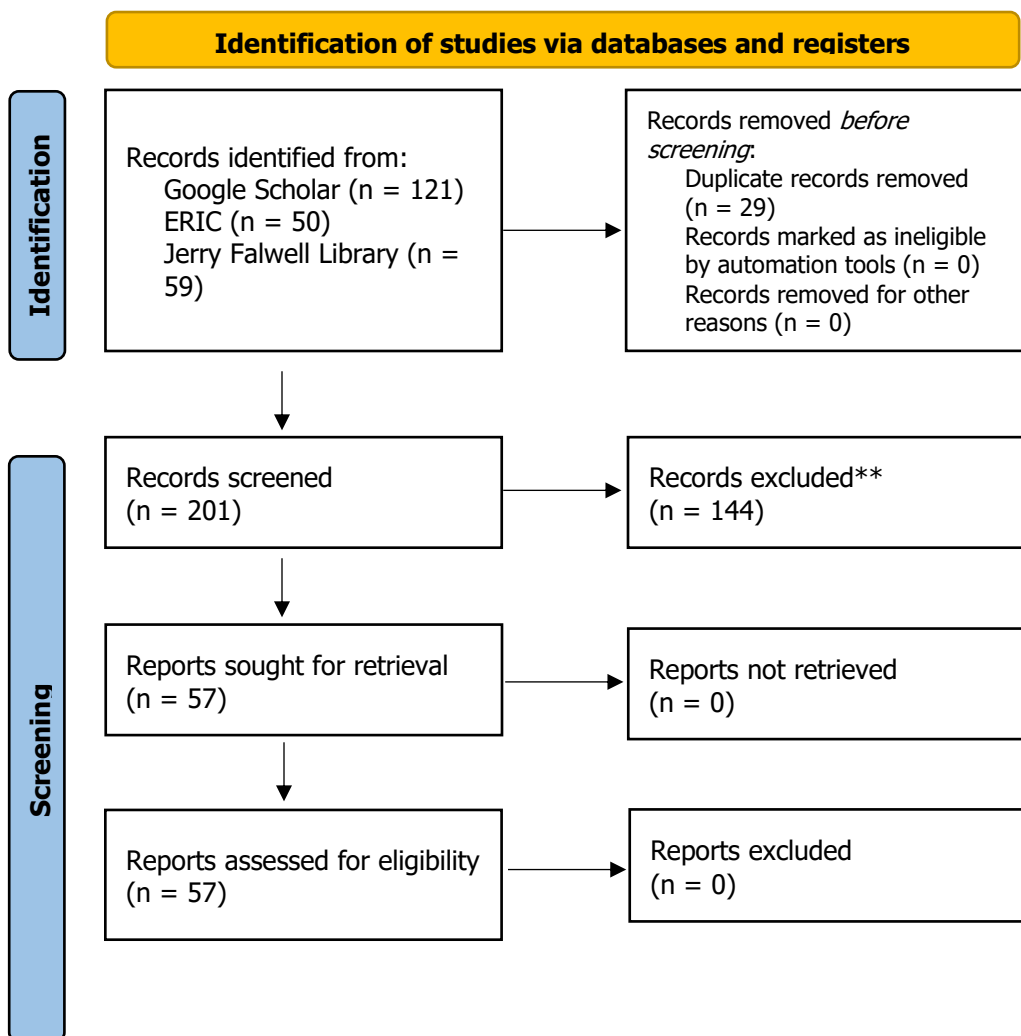 Identification of studies via databases and registers
Identification
Records identified from:
Google Scholar (n = 121)
ERIC (n = 50)
Jerry Falwell Library (n =
59)
Records removed before
screening:
Duplicate records removed
(n = 29)
Records marked as ineligible
by automation tools (n = 0)
Records removed for other
reasons (n = 0)
Screening
Records screened
(n = 201)
Records excluded**
(n = 144)
Reports sought for retrieval
(n = 57)
Reports not retrieved
(n = 0)
Reports assessed for eligibility
(n = 57)
Reports excluded
(n = 0)